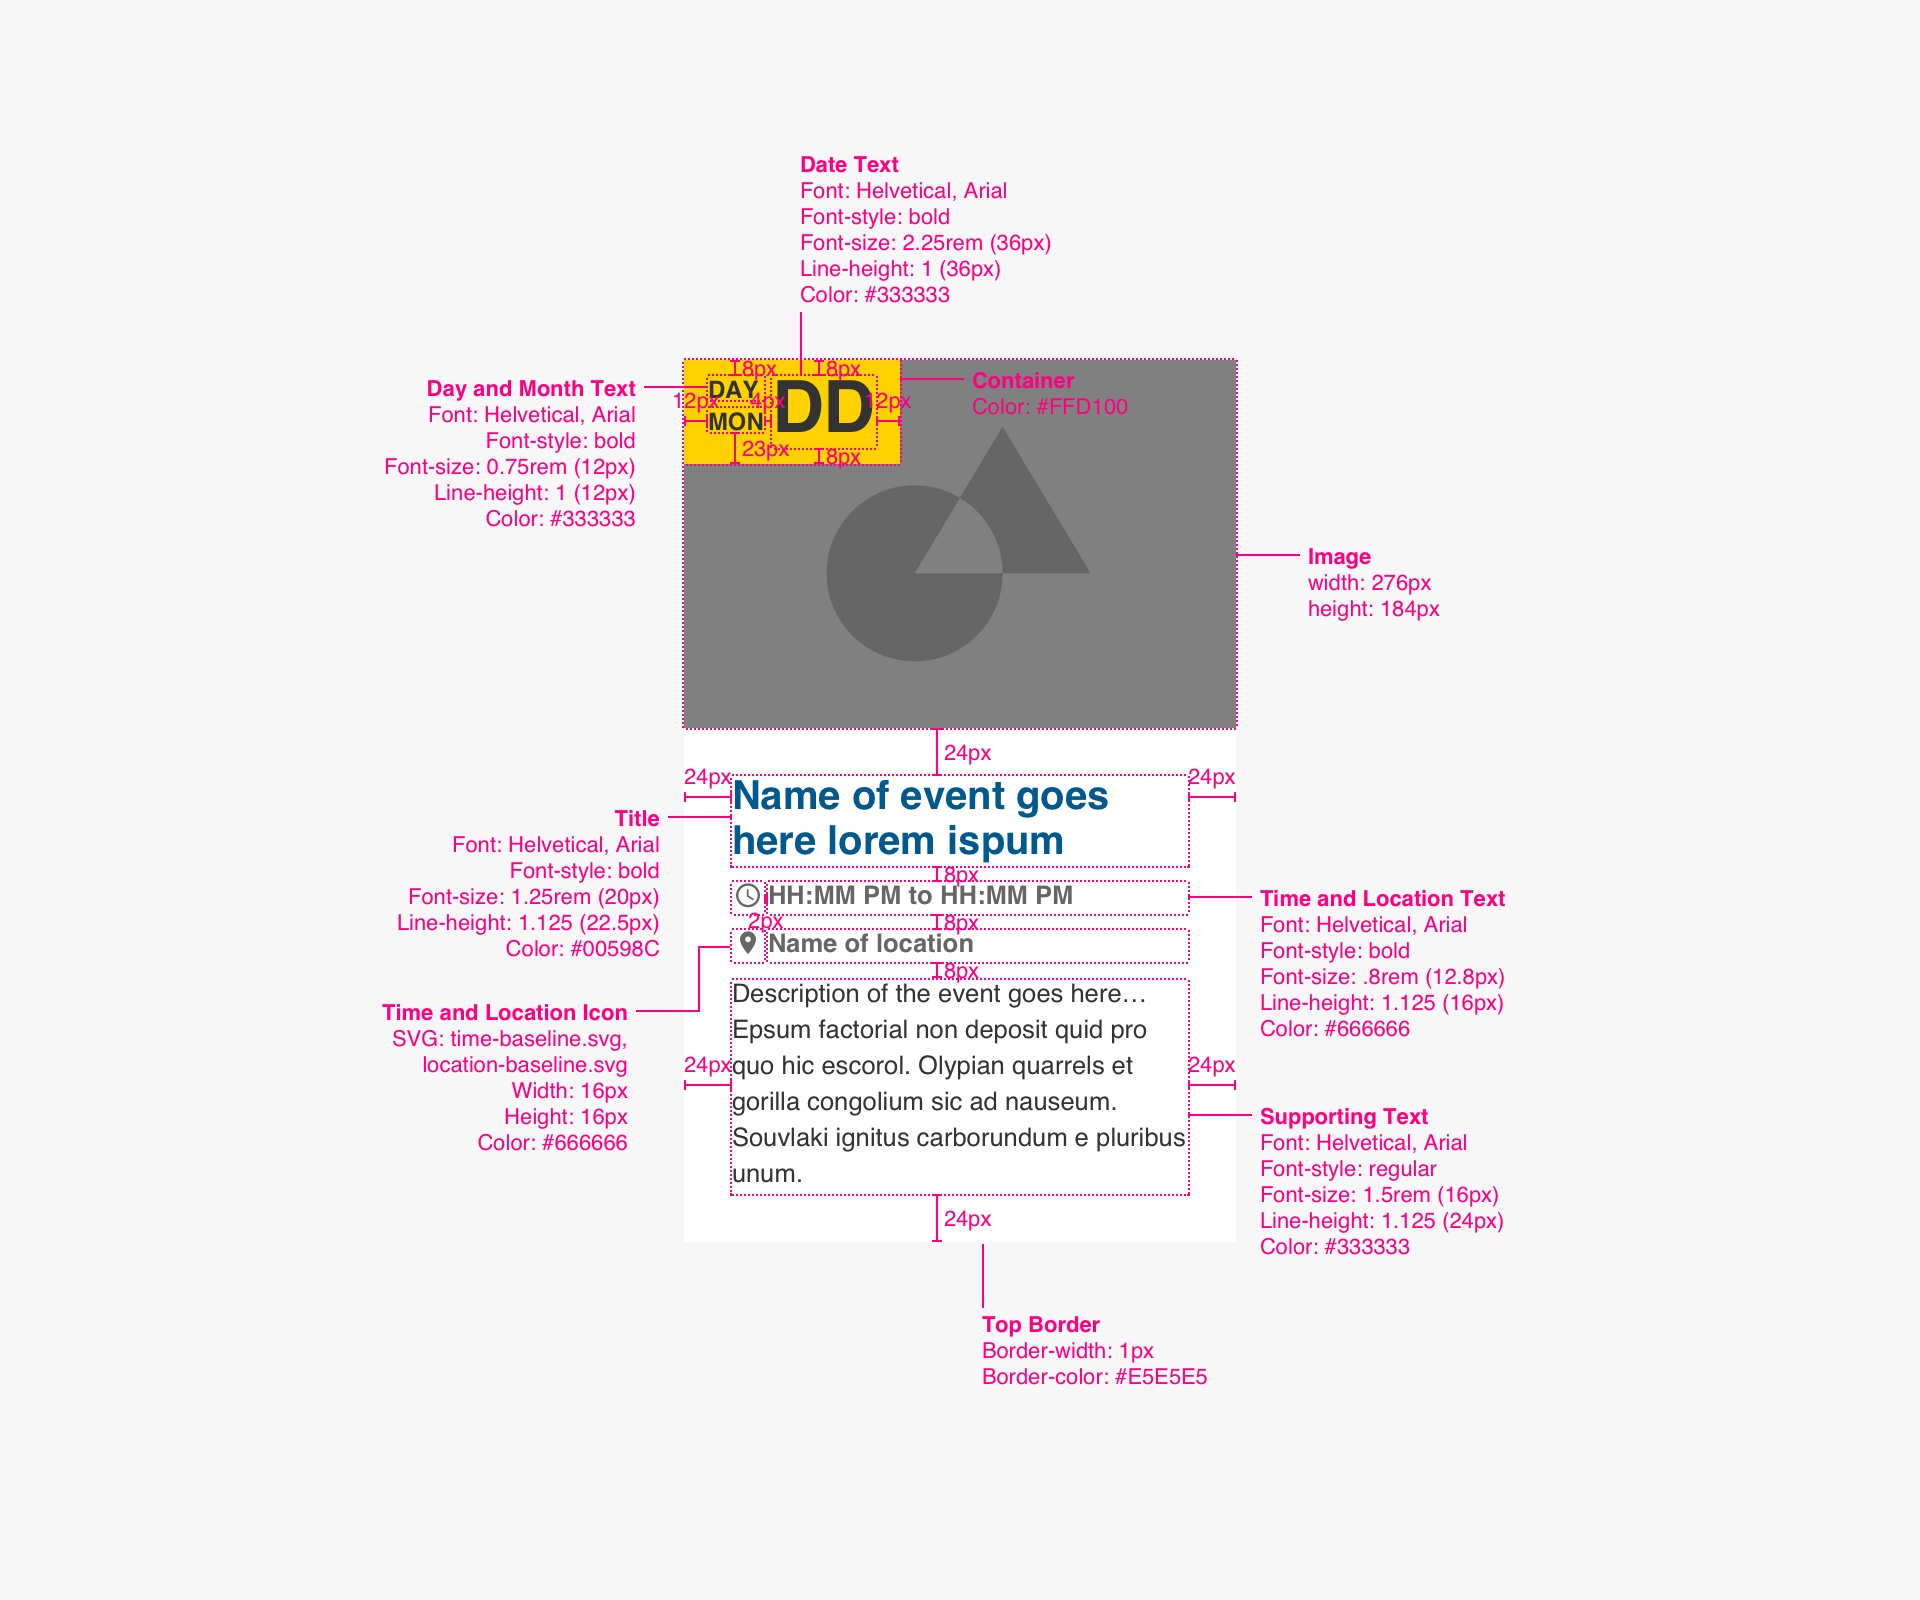 Date Text
Font: Helvetical, Arial
Font-style: bold
Font-size: 2.25rem (36px)
Line-height: 1 (36px)
Color: #333333
Day and Month Text
Font: Helvetical, Arial
Font-style: bold
Font-size: 0.75rem (12px)
Line-height: 1 (12px)
Color: #333333
8px
8px
DAY
DD
12px
4px
12px
MON
23px
8px
Container
Color: #FFD100
Image
width: 276px
height: 184px
24px
24px
24px
Name of event goes
here lorem ispum
Title
Font: Helvetical, Arial
Font-style: bold
Font-size: 1.25rem (20px)
Line-height: 1.125 (22.5px)
Color: #00598C
8px
HH:MM PM to HH:MM PM
2px
8px
Name of location
8px
Time and Location Text
Font: Helvetical, Arial
Font-style: bold
Font-size: .8rem (12.8px)
Line-height: 1.125 (16px)
Color: #666666
Time and Location Icon
SVG: time-baseline.svg,
location-baseline.svg
Width: 16px
Height: 16px
Color: #666666
Description of the event goes here…
Epsum factorial non deposit quid pro
quo hic escorol. Olypian quarrels et
gorilla congolium sic ad nauseum.
Souvlaki ignitus carborundum e pluribus
unum.
24px
24px
Supporting Text
Font: Helvetical, Arial
Font-style: regular
Font-size: 1.5rem (16px)
Line-height: 1.125 (24px)
Color: #333333
24px
Top Border
Border-width: 1px
Border-color: #E5E5E5